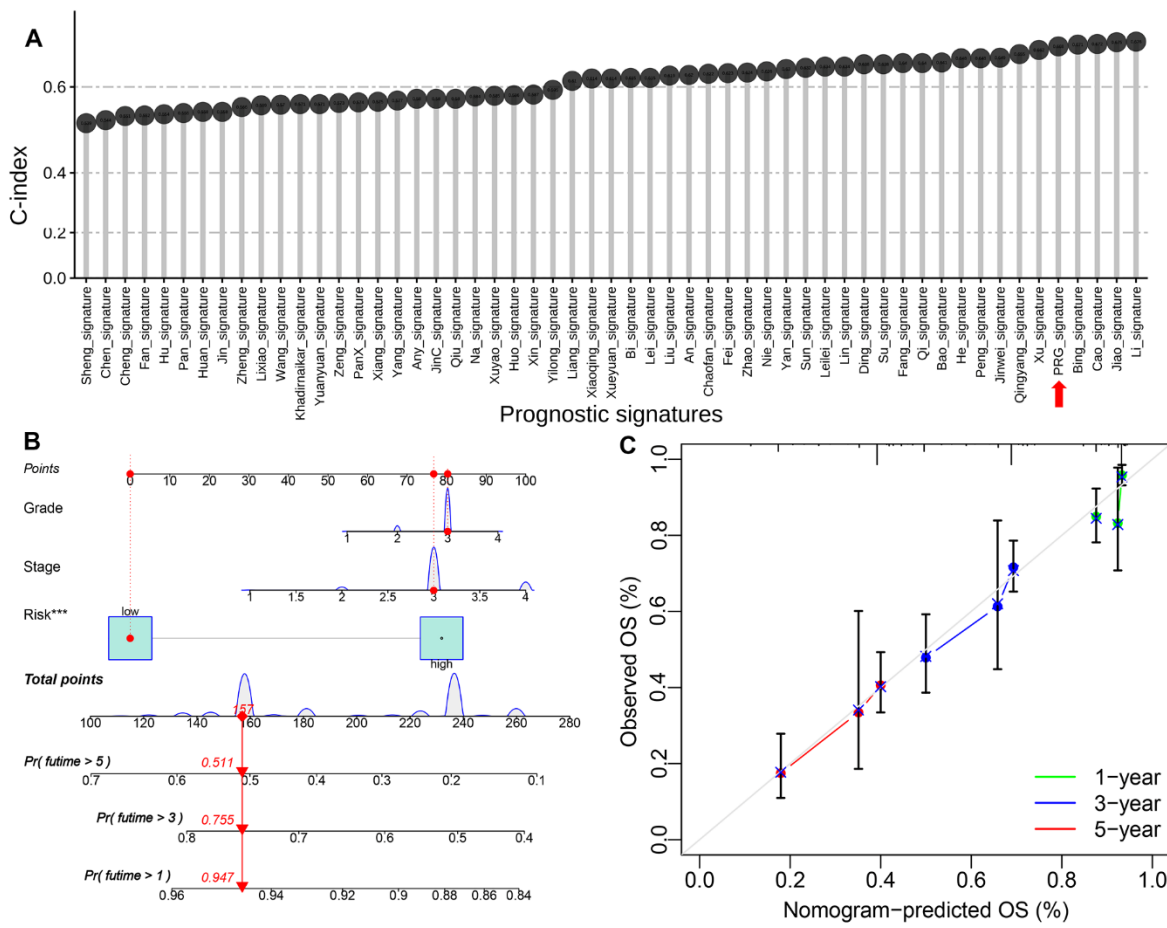 A
C-index
0.6
0.4
0.2
0.0
Sheng_signature
Chen_signature
Cheng_signature
Fan_signature
Hu_signature
Pan_signature
Huan_signature
Jin_signature
Zheng_signature
Lixiao_signature
Wang_signature
Khadirnaikar_signature
Yuanyuan_signature
Zeng_signature
PanX_signature
Xiang_signature
Yang_signature
Any_signature
JinC_signature
Qiu_signature
Na_signature
Xuyao_signature
Huo_signature
Xin_signature
Yilong_signature
Liang_signature
Xiaoqing_signature
Xueyuan_signature
Bi_signature
Lei_signature
Liu_signature
An_signature
Chaofan_signature
Fei_signature
Zhao_signature
Nie_signature
Yan_signature
Sun_signature
Leilei_signature
Lin_signature
Ding_signature
Su_signature
Fang_signature
Qi_signature
Bao_signature
He_signature
Peng_signature
Jinwei_signature
Qingyang_signature
Xu_signature
PRG_signature
Bing_signature
Cao_signature
Jiao_signature
Li_signature
Prognostic signatures
B
Points
0 10 20 30 40 50 60 70 80 90 100
Grade
1 2 3 4
Stage
1 1.5 2 2.5 3 3.5 4
Risk***
low
high
Total points
157
100 120 140 160 180 200 220 240 260 280
Pr( futime > 5 )
0.511
0.7 0.6 0.5 0.4 0.3 0.2 0.1
Pr( futime > 3 )
0.755
0.8 0.7 0.6 0.5 0.4
Pr( futime > 1 )
0.947
0.96 0.94 0.92 0.9 0.88 0.86 0.84
C
Observed OS (%)
1.0
0.8
0.6
0.4
0.2
0.0
1-year
3-year
5-year
0.0 0.2 0.4 0.6 0.8 1.0
Nomogram-predicted OS (%)